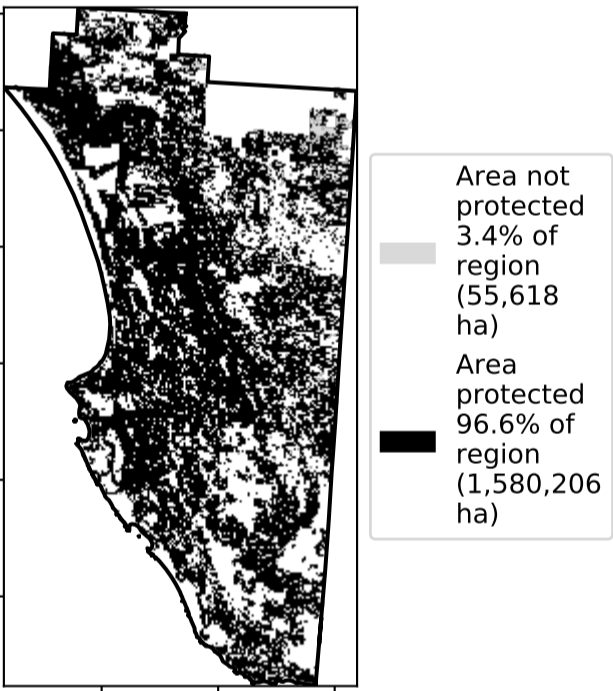 Area not
protected
3.4% of
region
(55,618
ha)
Area
protected
96.6% of
region
(1,580,206
ha)